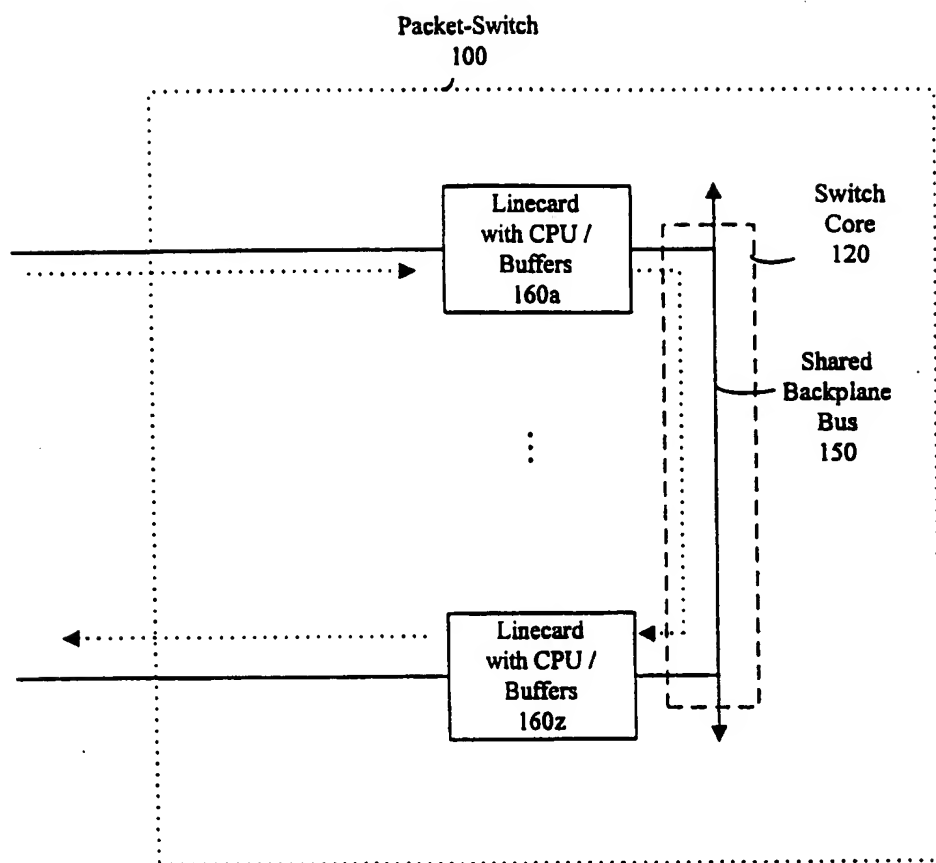 Packet-Switch
100
Linecard
with CPU /
Buffers
160a
Switch
Core
120
Shared
Backplane
Bus
150
Linecard
with CPU /
Buffers
160z